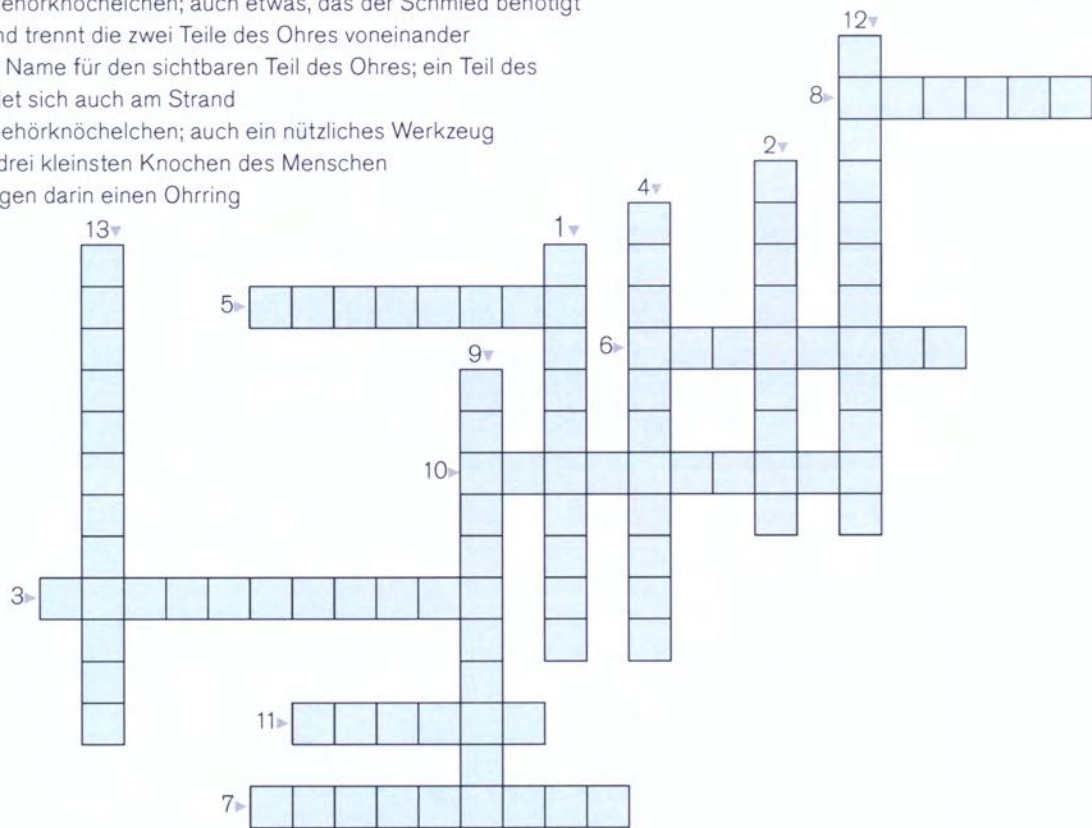 ehörknöchelchen; auch etwas, das der Schmied benötigt
nd trennt die zwei Teile des Ohres voneinander
Name für den sichtbaren Teil des Ohres; ein Teil des
et sich auch am Strand
ehörknöchelchen; auch ein nützliches Werkzeug
drei kleinsten Knochen des Menschen
gen darin einen Ohrring
12
8
2
4
13
1
5
6
9
10
3
11
7